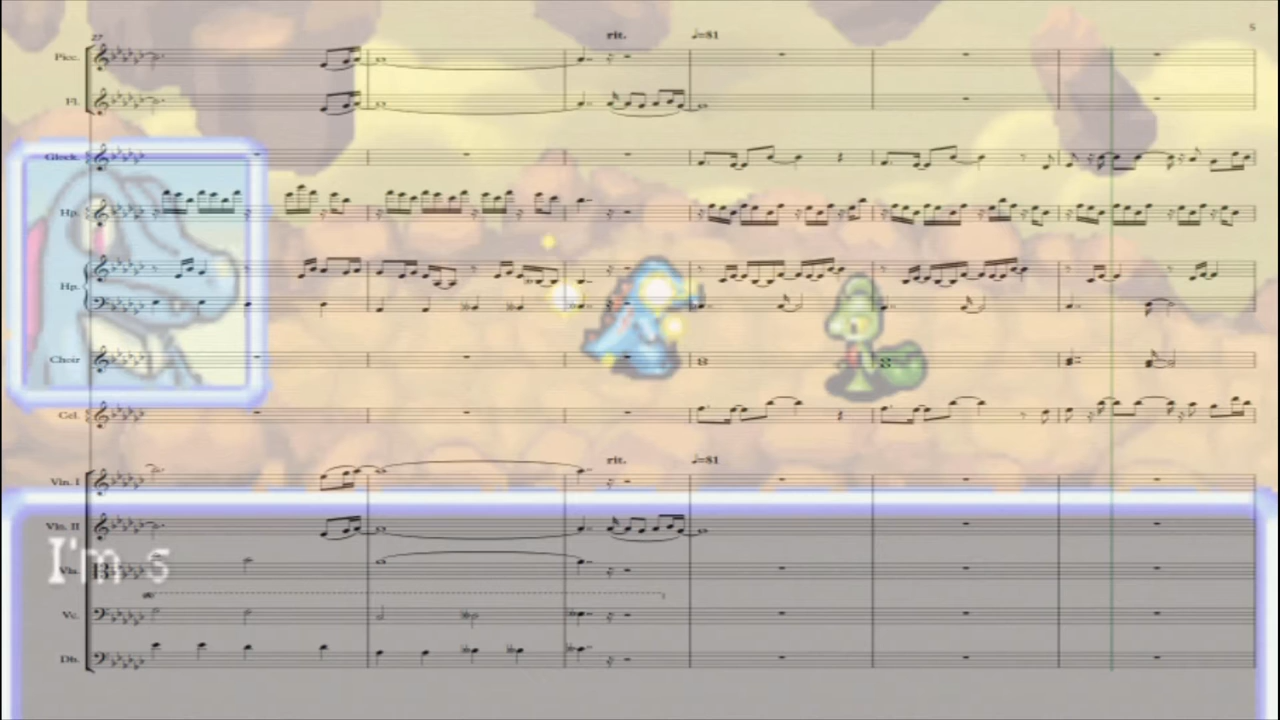 27
rit. ♩=81
5
Picc.
Fl.
Glock.
Hp.
Hp.
Choir
Cel.
rit. ♩=81
Vln. I
Vln. II
I'm s
Vla.
Vc.
Db.